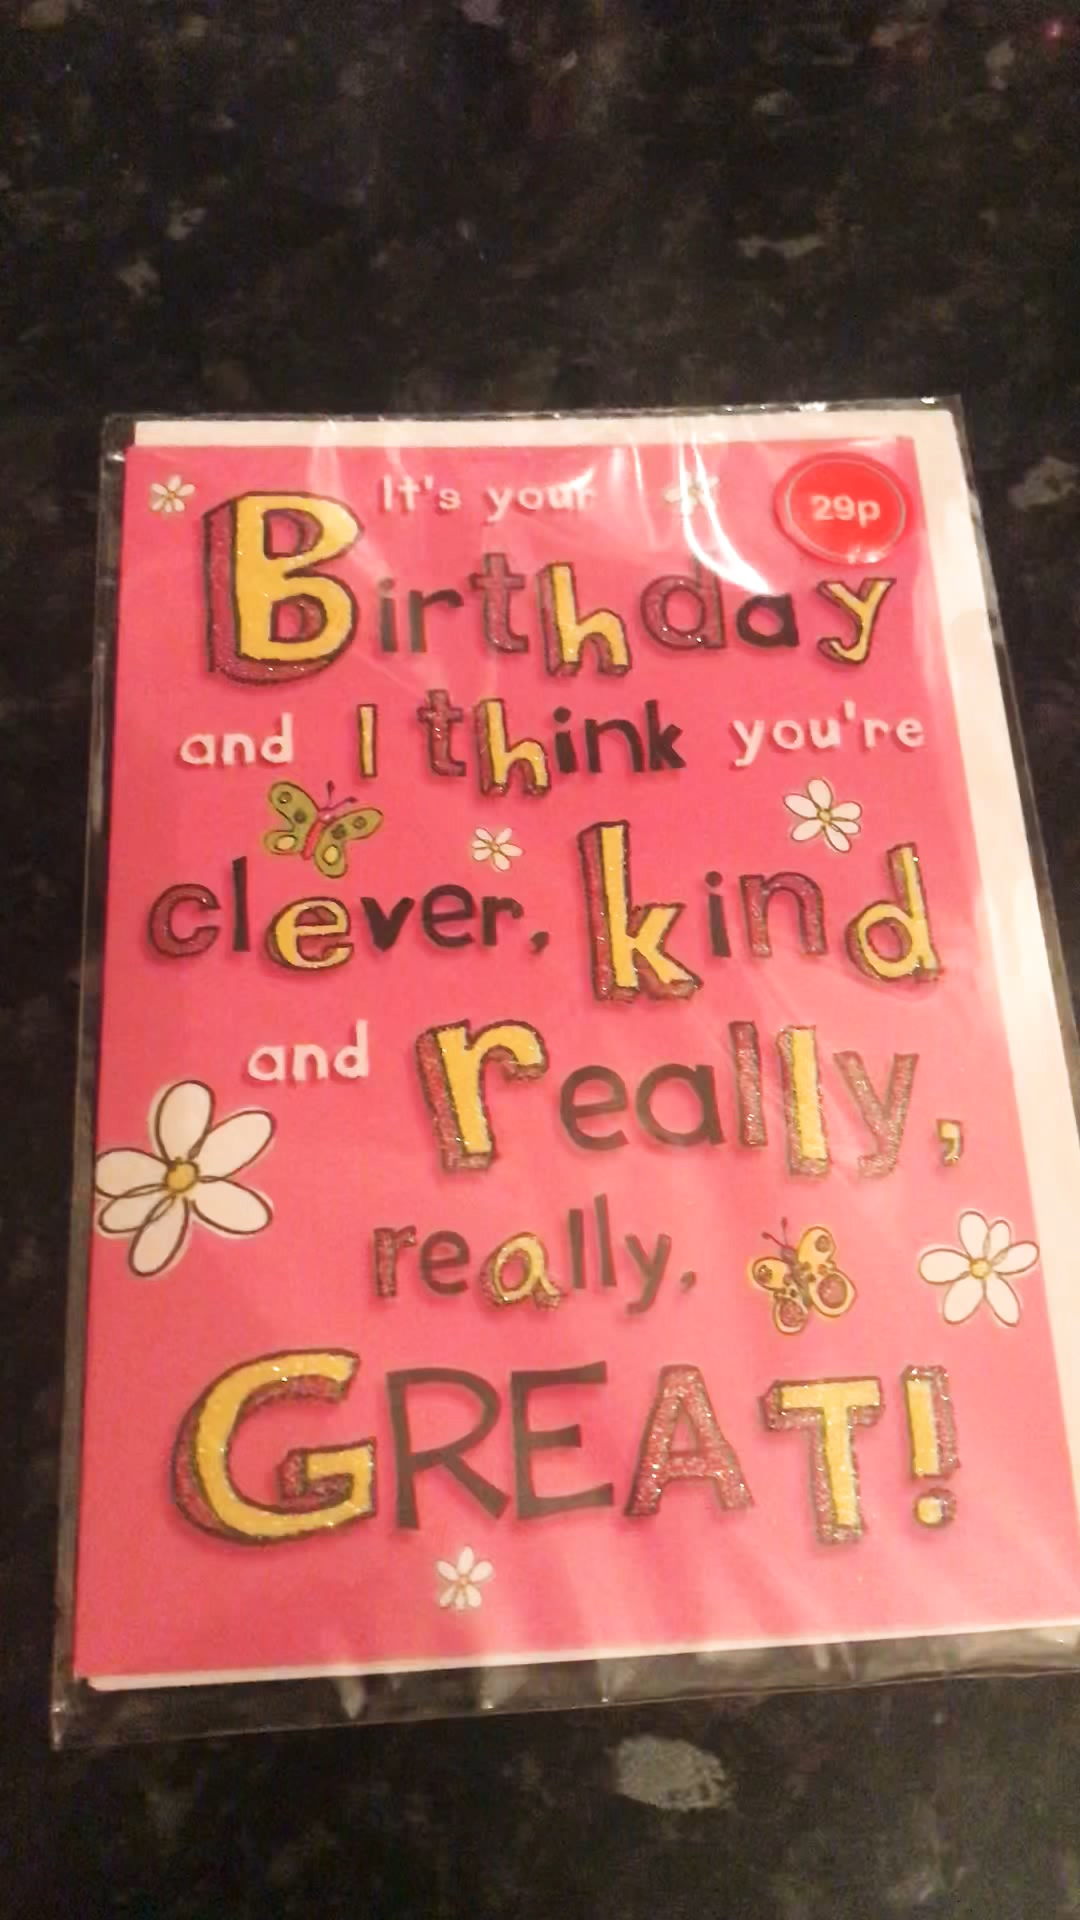 It's your
29p
Birthday
and I think you're
clever, kind
and really,
really,
GREAT!